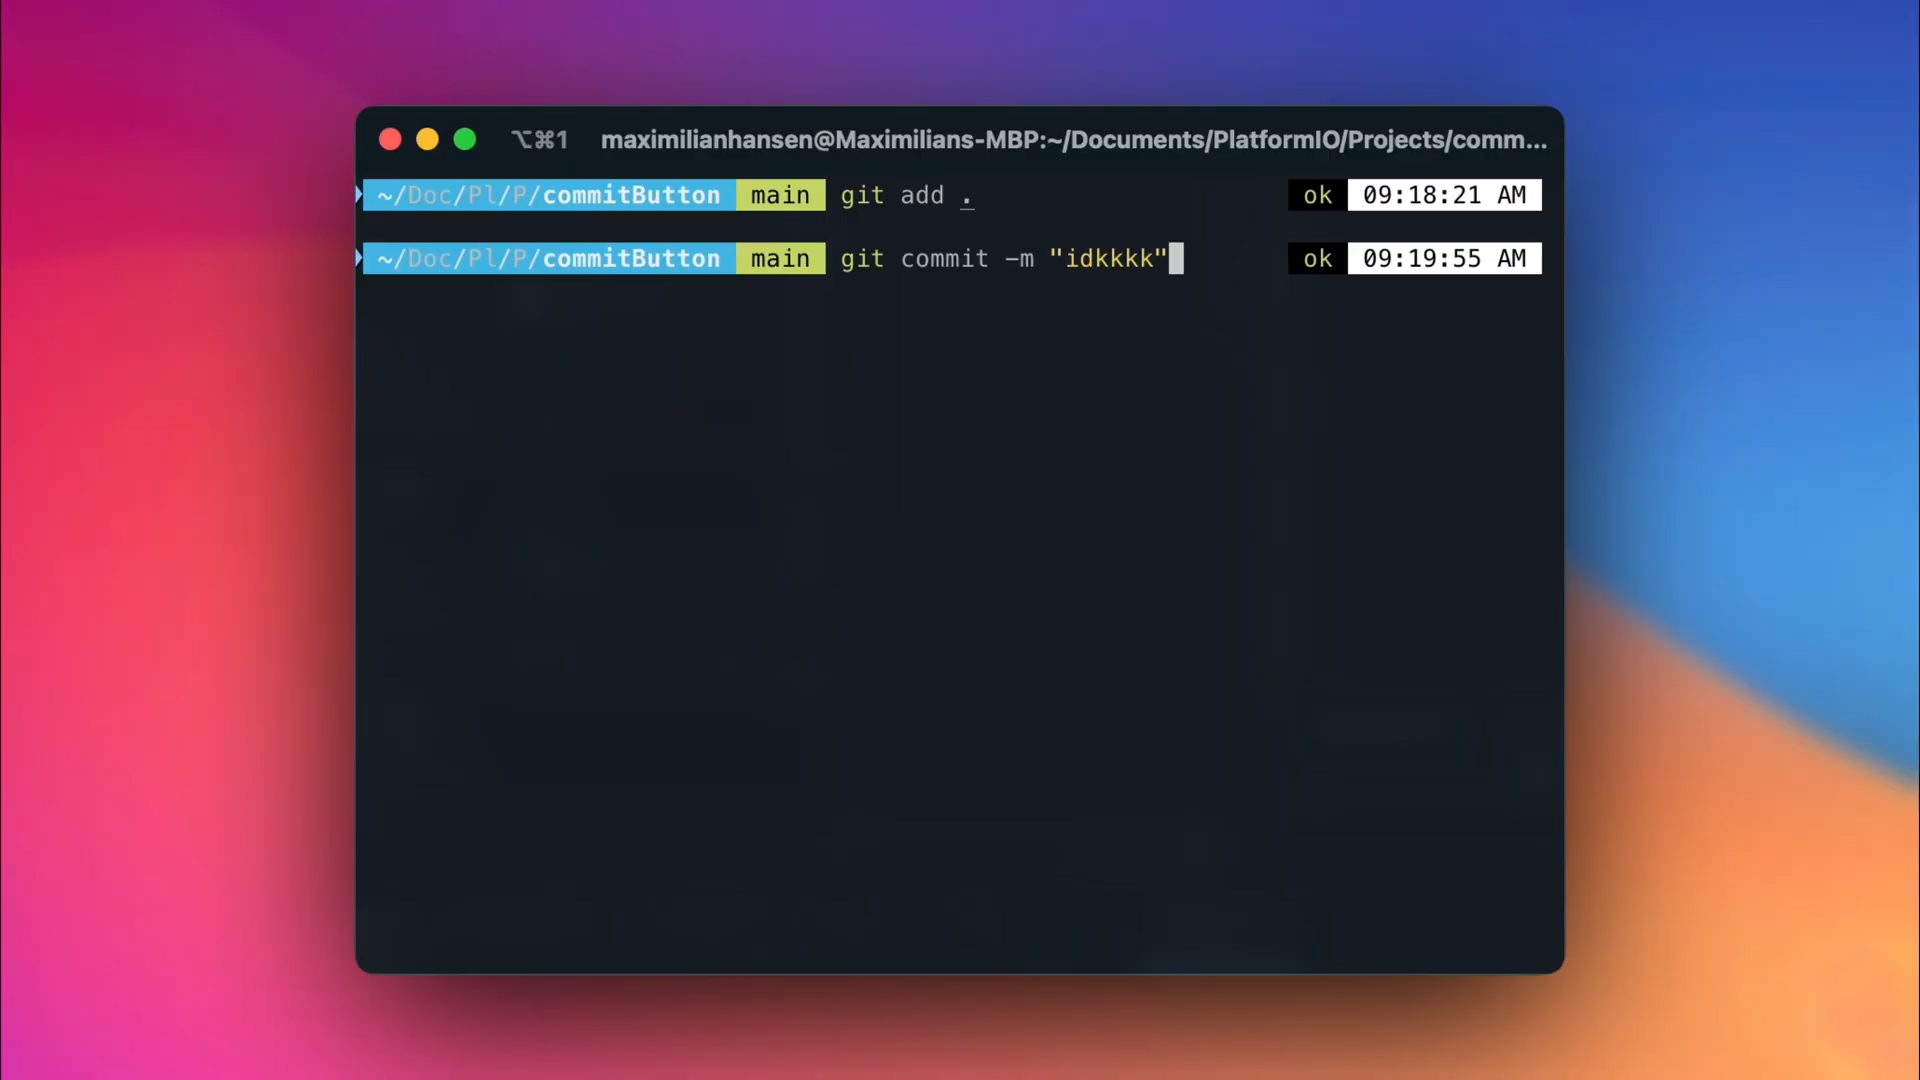 ⌥⌘1 maximilianhansen@Maximilians-MBP:~/Documents/PlatformIO/Projects/comm...
~/Doc/Pl/P/commitButton main git add . ok 09:18:21 AM
~/Doc/Pl/P/commitButton main git commit -m "idkkkk" ok 09:19:55 AM